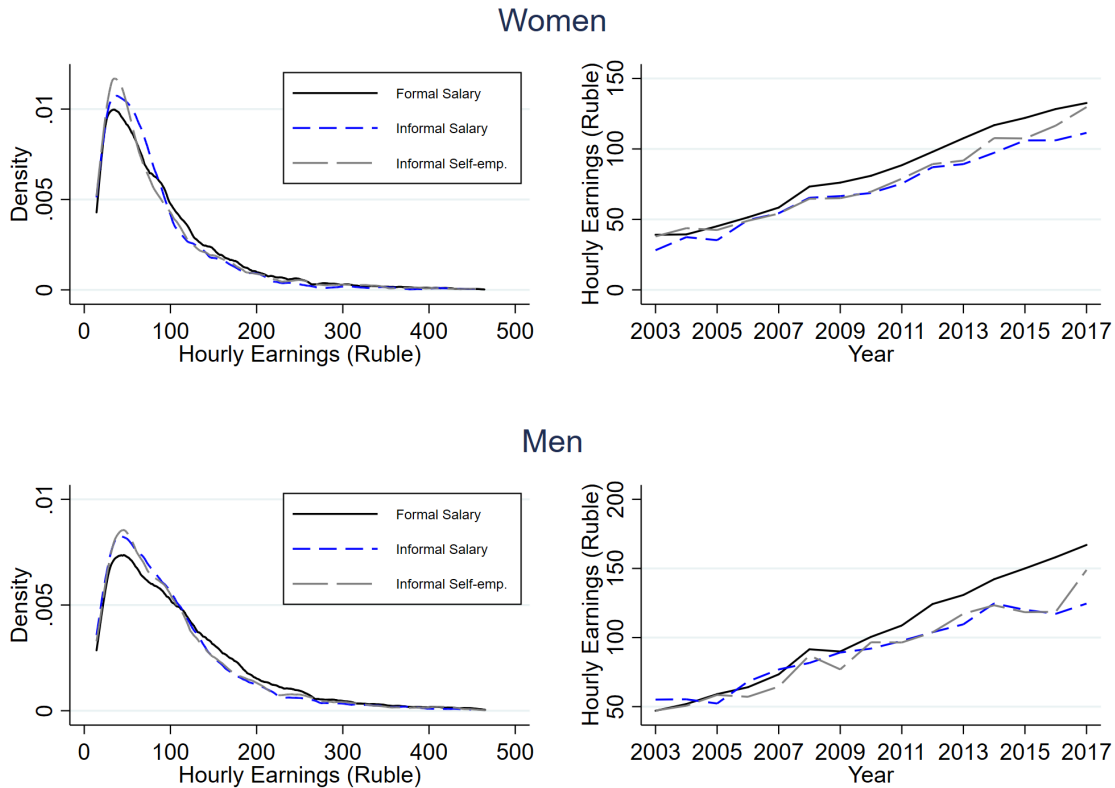 Women
Density
0 .005 .01
Formal Salary
Informal Salary
Informal Self-emp.
0 100 200 300 400 500
Hourly Earnings (Ruble)
Hourly Earnings (Ruble)
0 50 100 150
2003 2005 2007 2009 2011 2013 2015 2017
Year
Men
Density
0 .005 .01
Formal Salary
Informal Salary
Informal Self-emp.
0 100 200 300 400 500
Hourly Earnings (Ruble)
Hourly Earnings (Ruble)
50 100 150 200
2003 2005 2007 2009 2011 2013 2015 2017
Year